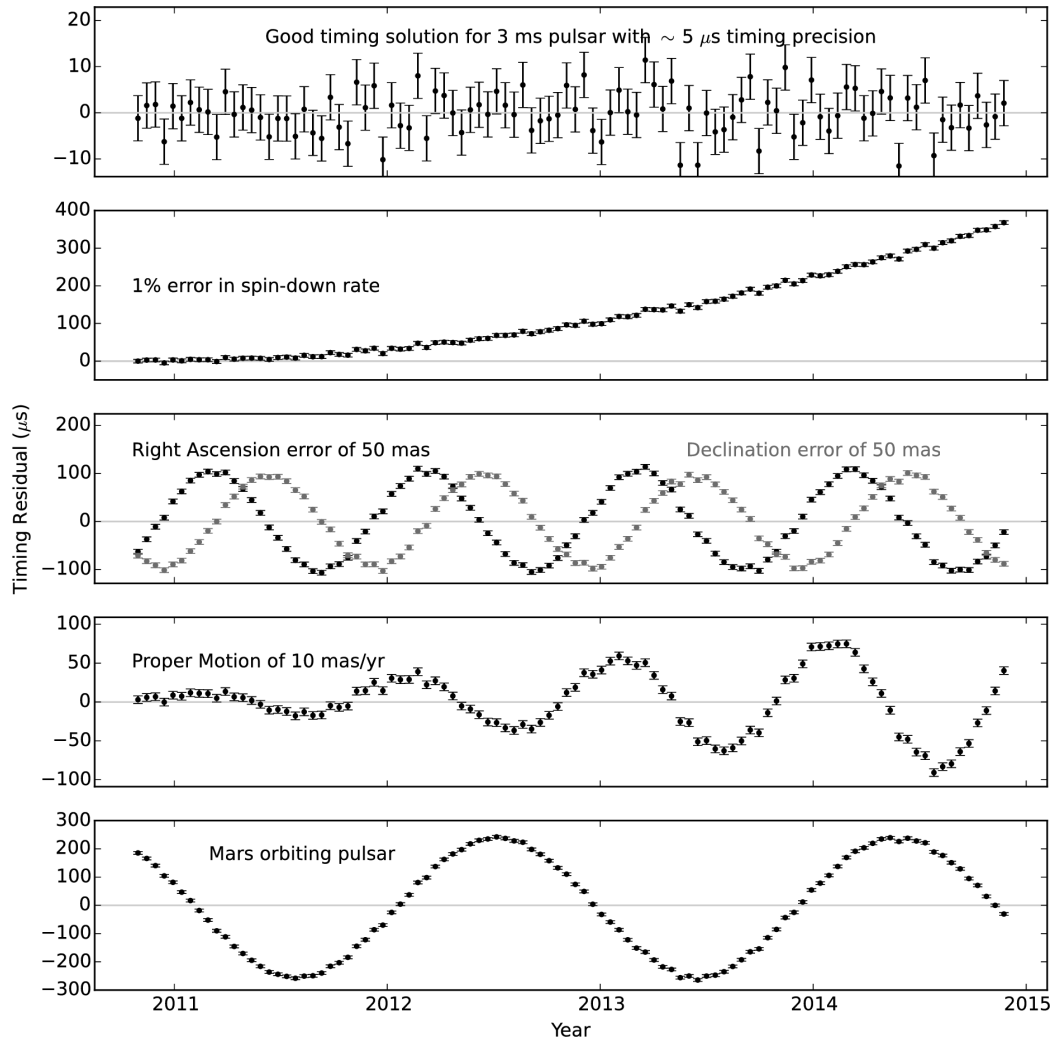 Good timing solution for 3 ms pulsar with ∼ 5 μs timing precision
20
10
0
−10
400
300
200
100
0
1% error in spin-down rate
200
100
0
−100
Right Ascension error of 50 mas
Declination error of 50 mas
Timing Residual (μs)
100
50
0
−50
−100
Proper Motion of 10 mas/yr
300
200
100
0
−100
−200
−300
Mars orbiting pulsar
2011 2012 2013 2014 2015
Year